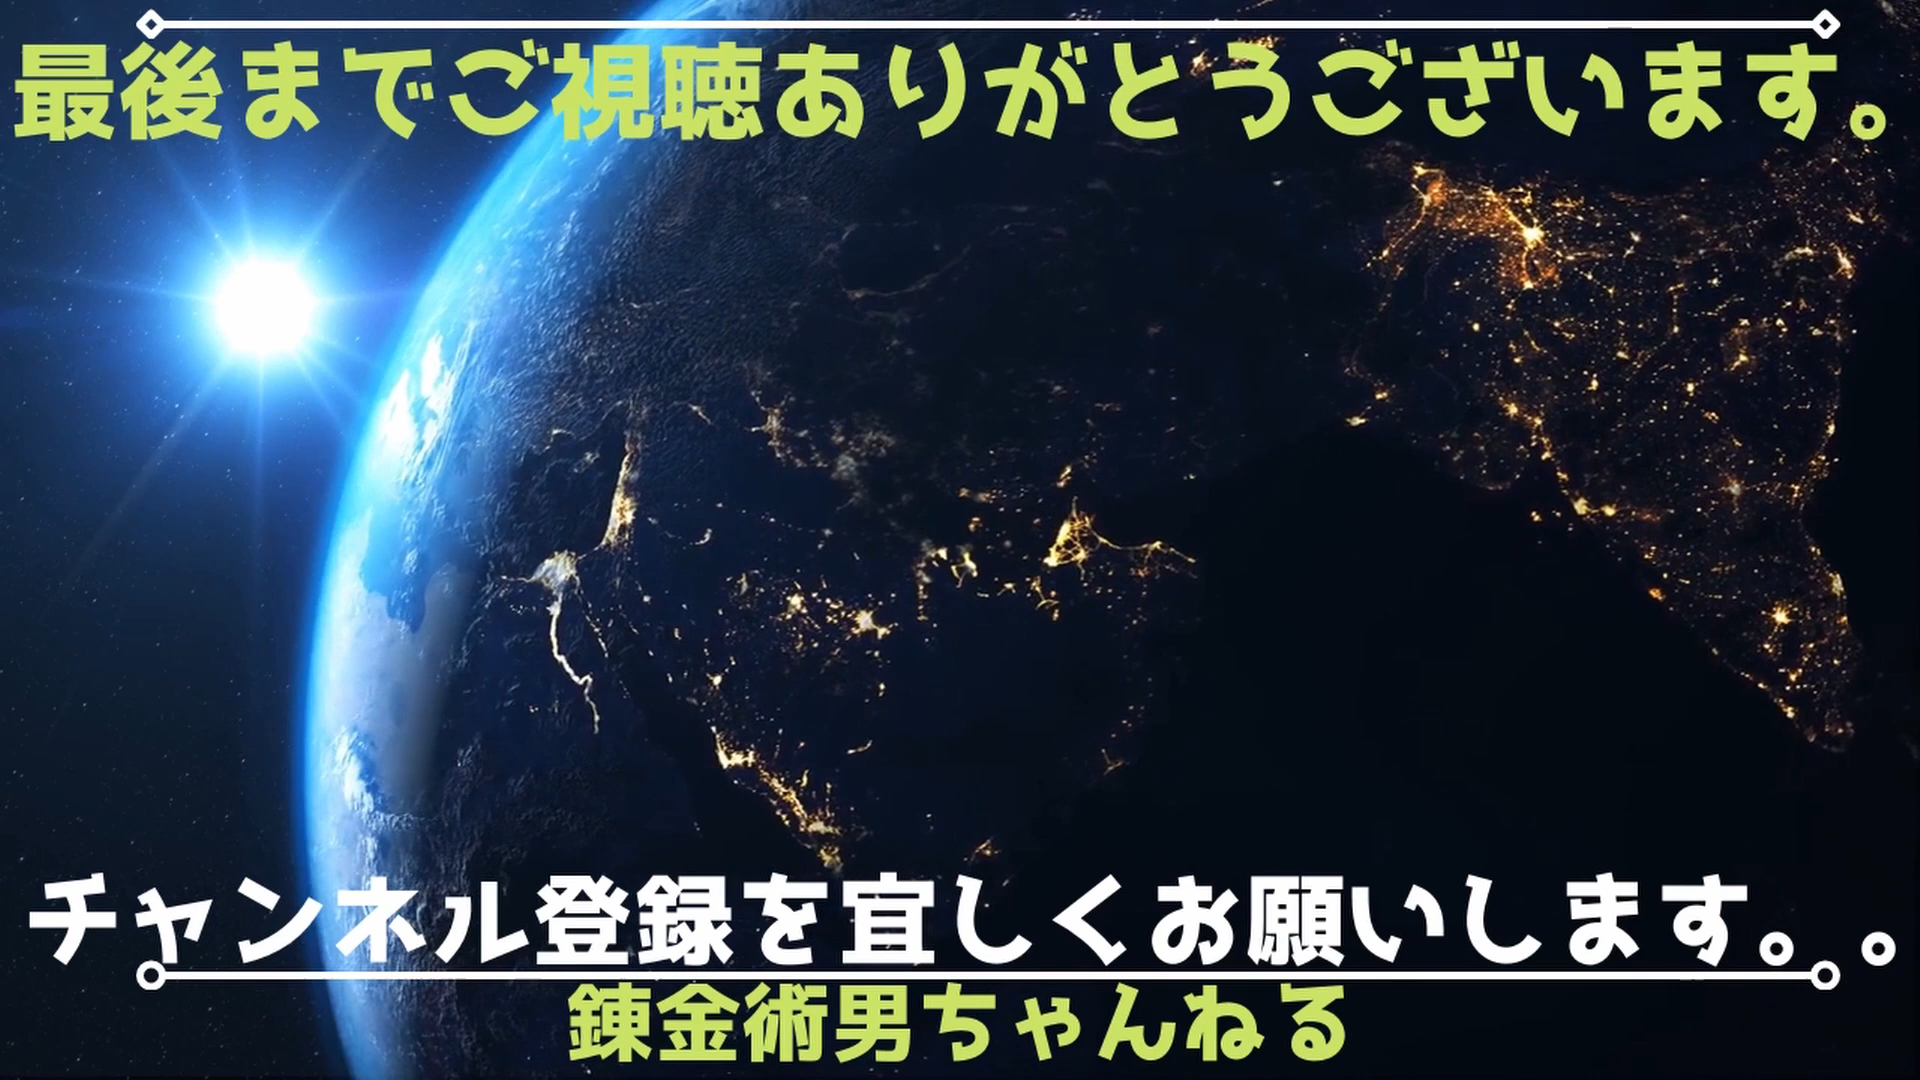 最後までご視聴ありがとうございます。
チャンネル登録を宜しくお願いします。。
錬金術男ちゃんねる